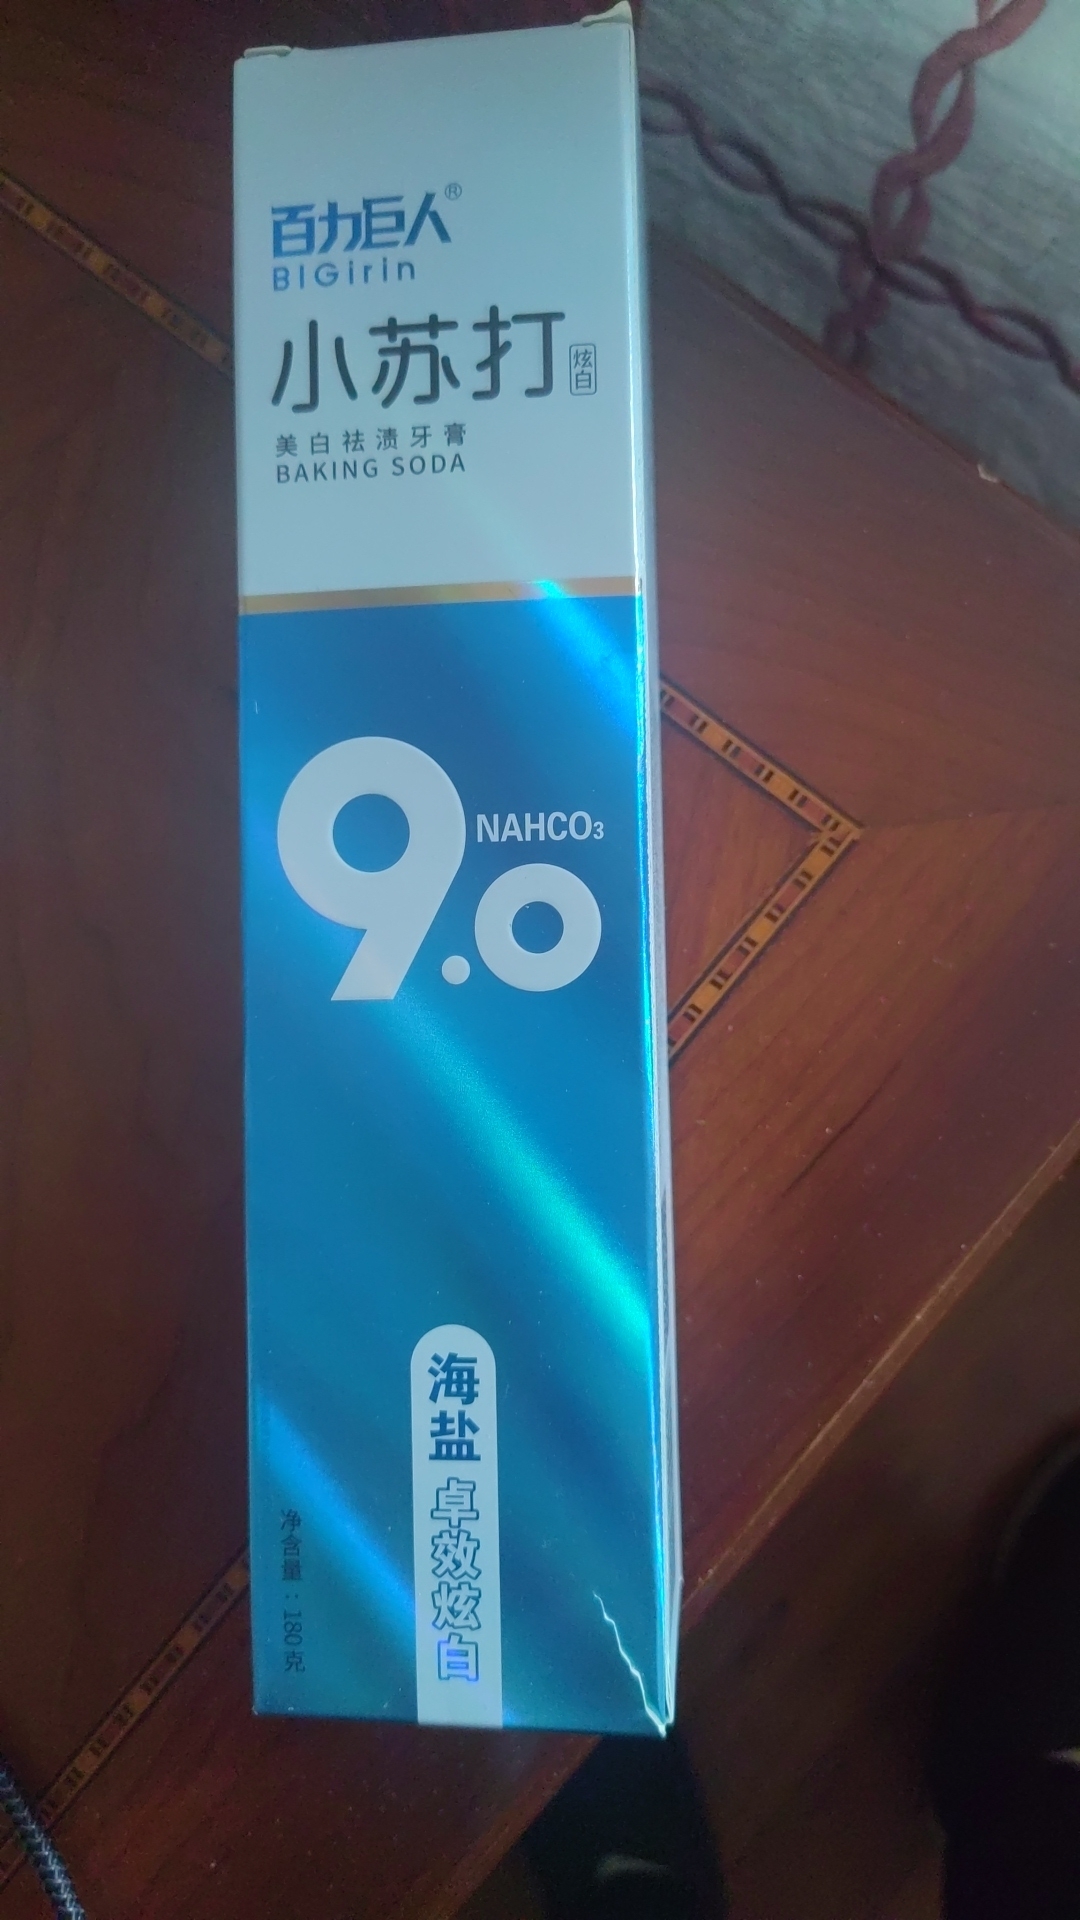 百力巨人®
BIGirin
小苏打 炫白
美白祛渍牙膏
BAKING SODA
9.0
NAHCO₃
海盐 卓效炫白
净含量：180克